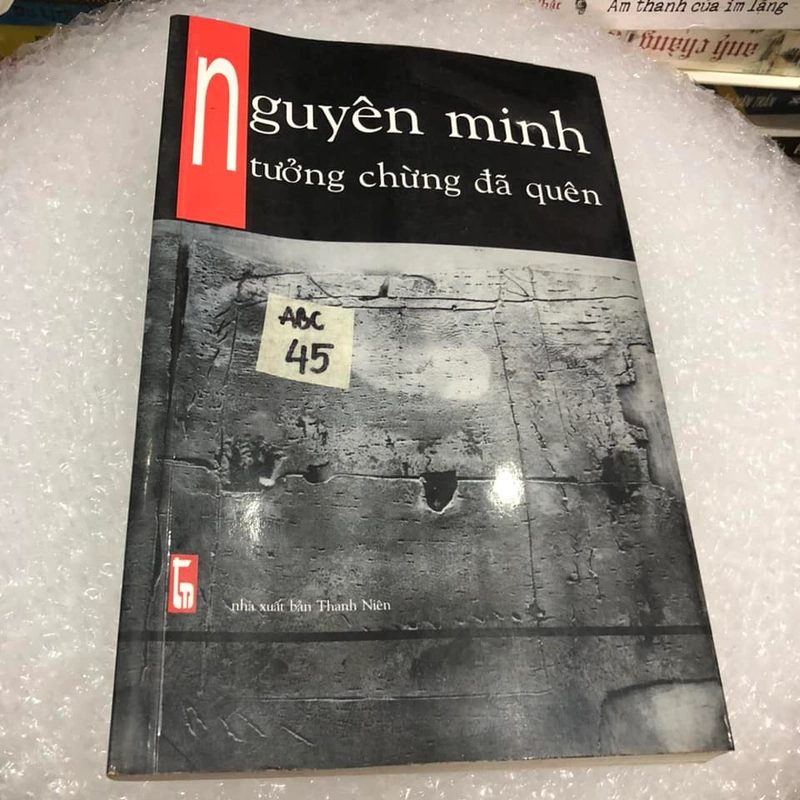 Âm thanh của im lặng
nguyên minh
tưởng chừng đã quên
ABC
45
nhà xuất bản Thanh Niên